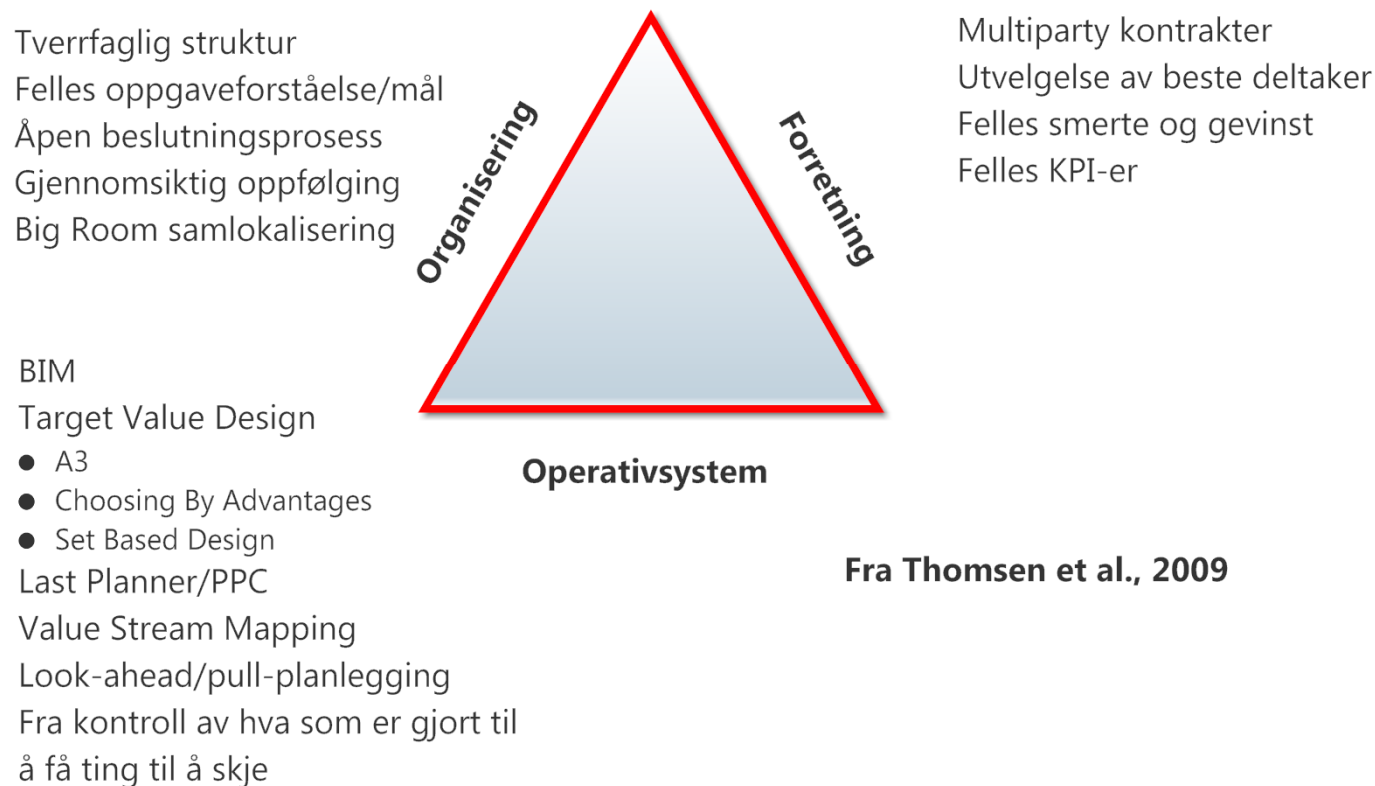 Tverrfaglig struktur
Felles oppgaveforståelse/mål
Åpen beslutningsprosess
Gjennomsiktig oppfølging
Big Room samlokalisering
Organisering
Forretning
Multiparty kontrakter
Utvelgelse av beste deltaker
Felles smerte og gevinst
Felles KPI-er
BIM
Target Value Design
● A3
● Choosing By Advantages
● Set Based Design
Last Planner/PPC
Value Stream Mapping
Look-ahead/pull-planlegging
Fra kontroll av hva som er gjort til
å få ting til å skje
Operativsystem
Fra Thomsen et al., 2009